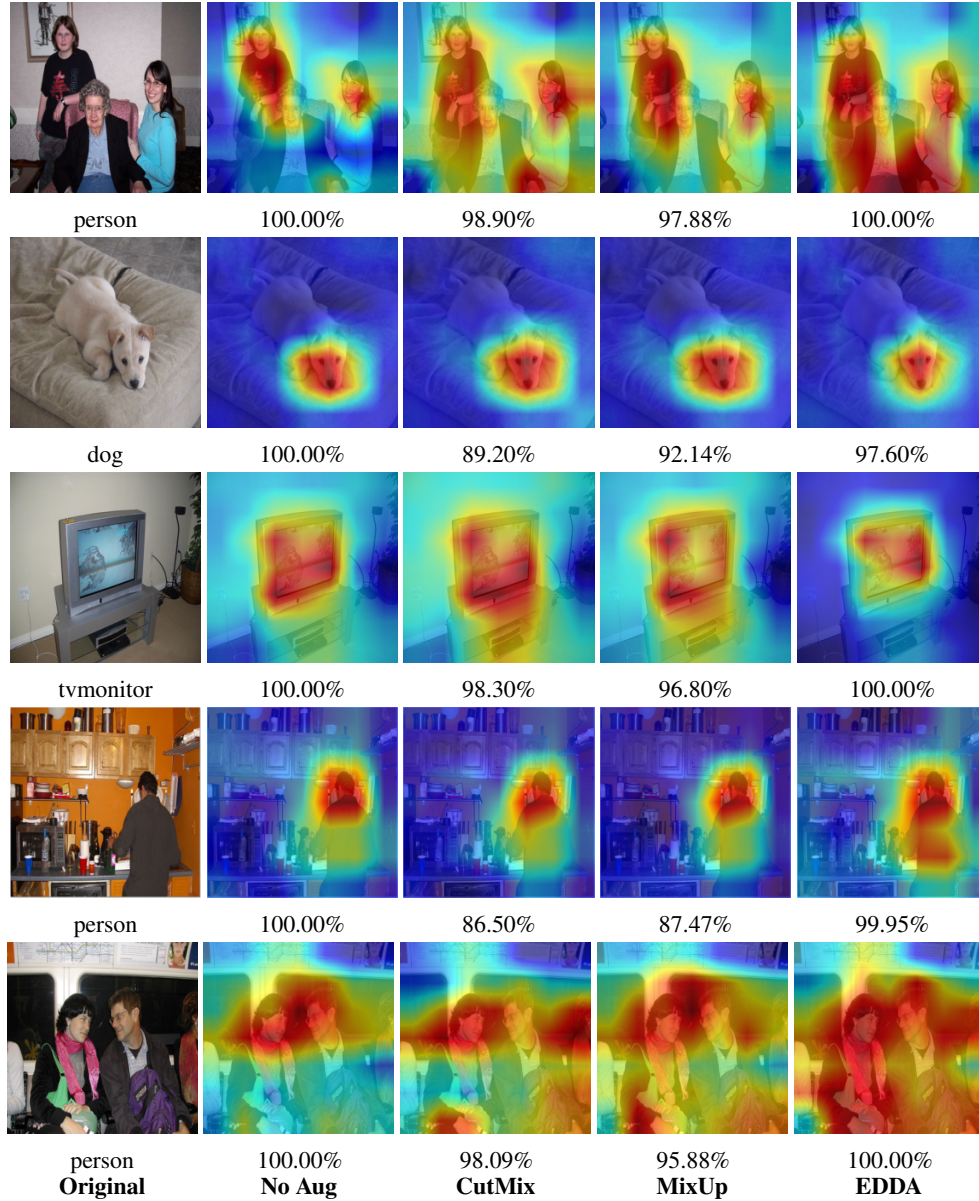 person 100.00% 98.90% 97.88% 100.00%
dog 100.00% 89.20% 92.14% 97.60%
tvmonitor 100.00% 98.30% 96.80% 100.00%
person 100.00% 86.50% 87.47% 99.95%
person 100.00% 98.09% 95.88% 100.00%
Original No Aug CutMix MixUp EDDA